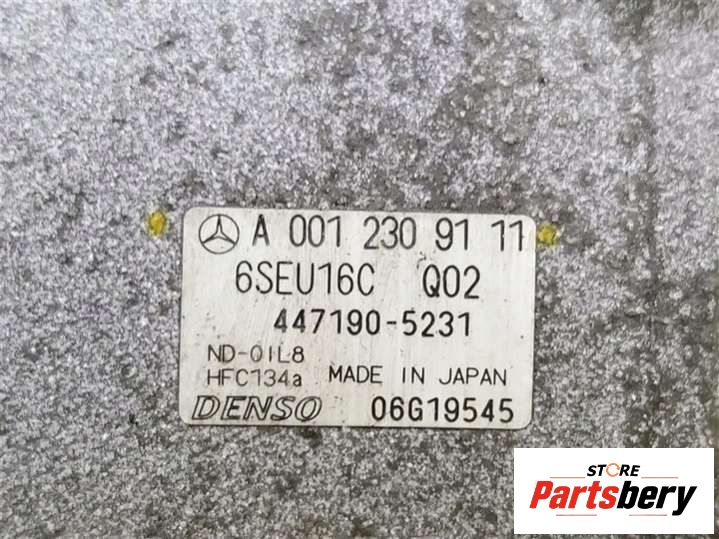 A 001 230 91 11
6SEU16C Q02
447190-5231
ND-OIL8
HFC134a MADE IN JAPAN
DENSO 06G19545
STORE
Partsbery